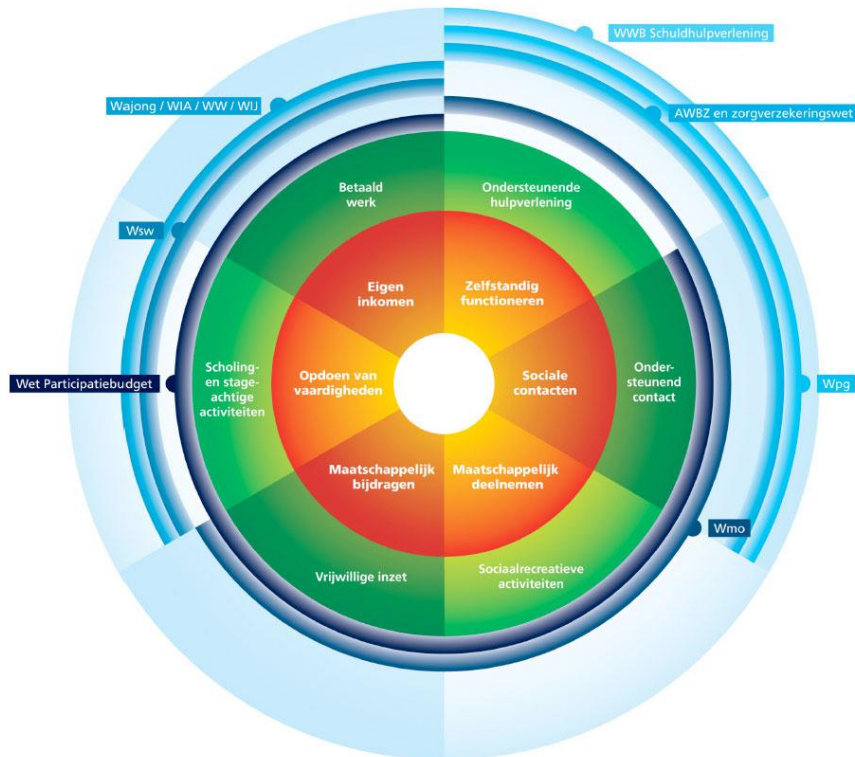 WWB Schuldhulpverlening
Wajong / WIA / WW / WIJ
AWBZ en zorgverzekeringswet
Betaald
werk
Ondersteunende
hulpverlening
Wsw
Eigen
inkomen
Zelfstandig
functioneren
Wet Participatiebudget
Scholing-
en stage-
achtige
activiteiten
Opdoen van
vaardigheden
Sociale
contacten
Onder-
steunend
contact
Wpg
Maatschappelijk
bijdragen
Maatschappelijk
deelnemen
Wmo
Vrijwillige inzet
Sociaalrecreatieve
activiteiten